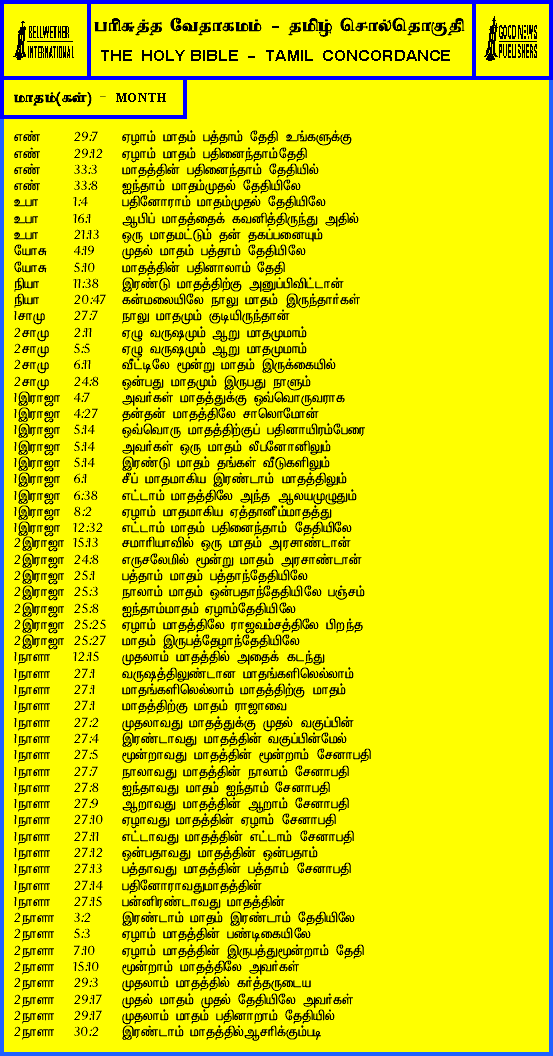 BELLWETHER
INTERNATIONAL
பரிசுத்த வேதாகமம் - தமிழ் சொல்தொகுதி
THE HOLY BIBLE - TAMIL CONCORDANCE
GOOD NEWS
PUBLISHERS
மாதம்(கள்) - MONTH
எண் 29:7 ஏழாம் மாதம் பத்தாம் தேதி உங்களுக்கு
எண் 29:12 ஏழாம் மாதம் பதினைந்தாம்தேதி
எண் 33:3 மாதத்தின் பதினைந்தாம் தேதியில்
எண் 33:8 ஐந்தாம் மாதம்முதல் தேதியிலே
உபா 1:4 பதினோராம் மாதம்முதல் தேதியிலே
உபா 16:1 ஆபிப் மாதத்தைக் கவனித்திருந்து அதில்
உபா 21:13 ஒரு மாதமட்டும் தன் தகப்பனையும்
யோசு 4:19 முதல் மாதம் பத்தாம் தேதியிலே
யோசு 5:10 மாதத்தின் பதினாலாம் தேதி
நியா 11:38 இரண்டு மாதத்திற்கு அனுப்பிவிட்டான்
நியா 20:47 கன்மலையிலே நாலு மாதம் இருந்தார்கள்
1சாமு 27:7 நாலு மாதமும் குடியிருந்தான்
2சாமு 2:11 ஏழு வருஷமும் ஆறு மாதமுமாம்
2சாமு 5:5 ஏழு வருஷமும் ஆறு மாதமுமாம்
2சாமு 6:11 வீட்டிலே மூன்று மாதம் இருக்கையில்
2சாமு 24:8 ஒன்பது மாதமும் இருபது நாளும்
1இராஜா 4:7 அவர்கள் மாதத்துக்கு ஒவ்வொருவராக
1இராஜா 4:27 தன்தன் மாதத்திலே சாலொமோன்
1இராஜா 5:14 ஒவ்வொரு மாதத்திற்குப் பதினாயிரம்பேரை
1இராஜா 5:14 அவர்கள் ஒரு மாதம் லீபனோனிலும்
1இராஜா 5:14 இரண்டு மாதம் தங்கள் வீடுகளிலும்
1இராஜா 6:1 சீப் மாதமாகிய இரண்டாம் மாதத்திலும்
1இராஜா 6:38 எட்டாம் மாதத்திலே அந்த ஆலயமுழுதும்
1இராஜா 8:2 ஏழாம் மாதமாகிய ஏத்தானீம்மாதத்து
1இராஜா 12:32 எட்டாம் மாதம் பதினைந்தாம் தேதியிலே
2இராஜா 15:13 சமாரியாவில் ஒரு மாதம் அரசாண்டான்
2இராஜா 24:8 எருசலேமில் மூன்று மாதம் அரசாண்டான்
2இராஜா 25:1 பத்தாம் மாதம் பத்தாந்தேதியிலே
2இராஜா 25:3 நாலாம் மாதம் ஒன்பதாந்தேதியிலே பஞ்சம்
2இராஜா 25:8 ஐந்தாம்மாதம் ஏழாம்தேதியிலே
2இராஜா 25:25 ஏழாம் மாதத்திலே ராஜவம்சத்திலே பிறந்த
2இராஜா 25:27 மாதம் இருபத்தேழாந்தேதியிலே
1நாளா 12:15 முதலாம் மாதத்தில் அதைக் கடந்து
1நாளா 27:1 வருஷத்திலுண்டான மாதங்களிலெல்லாம்
1நாளா 27:1 மாதங்களிலெல்லாம் மாதத்திற்கு மாதம்
1நாளா 27:1 மாதத்திற்கு மாதம் ராஜாவை
1நாளா 27:2 முதலாவது மாதத்துக்கு முதல் வகுப்பின்
1நாளா 27:4 இரண்டாவது மாதத்தின் வகுப்பின்மேல்
1நாளா 27:5 மூன்றாவது மாதத்தின் மூன்றாம் சேனாபதி
1நாளா 27:7 நாலாவது மாதத்தின் நாலாம் சேனாபதி
1நாளா 27:8 ஐந்தாவது மாதம் ஐந்தாம் சேனாபதி
1நாளா 27:9 ஆறாவது மாதத்தின் ஆறாம் சேனாபதி
1நாளா 27:10 ஏழாவது மாதத்தின் ஏழாம் சேனாபதி
1நாளா 27:11 எட்டாவது மாதத்தின் எட்டாம் சேனாபதி
1நாளா 27:12 ஒன்பதாவது மாதத்தின் ஒன்பதாம்
1நாளா 27:13 பத்தாவது மாதத்தின் பத்தாம் சேனாபதி
1நாளா 27:14 பதினோராவதுமாதத்தின்
1நாளா 27:15 பன்னிரண்டாவது மாதத்தின்
2நாளா 3:2 இரண்டாம் மாதம் இரண்டாம் தேதியிலே
2நாளா 5:3 ஏழாம் மாதத்தின் பண்டிகையிலே
2நாளா 7:10 ஏழாம் மாதத்தின் இருபத்துமூன்றாம் தேதி
2நாளா 15:10 மூன்றாம் மாதத்திலே அவர்கள்
2நாளா 29:3 முதலாம் மாதத்தில் கர்த்தருடைய
2நாளா 29:17 முதல் மாதம் முதல் தேதியிலே அவர்கள்
2நாளா 29:17 முதலாம் மாதம் பதினாறாம் தேதியில்
2நாளா 30:2 இரண்டாம் மாதத்தில்ஆசரிக்கும்படி